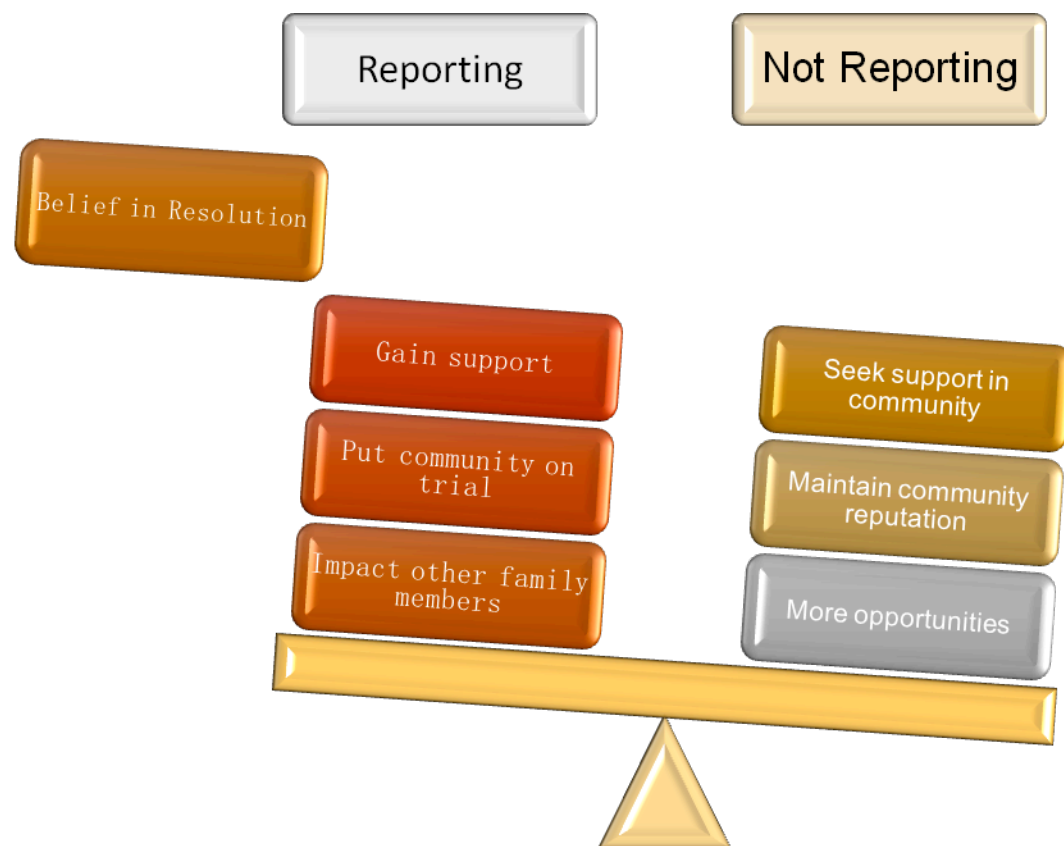 Reporting
Not Reporting
Belief in Resolution
Gain support
Put community on
trial
Impact other family
members
Seek support in
community
Maintain community
reputation
More opportunities